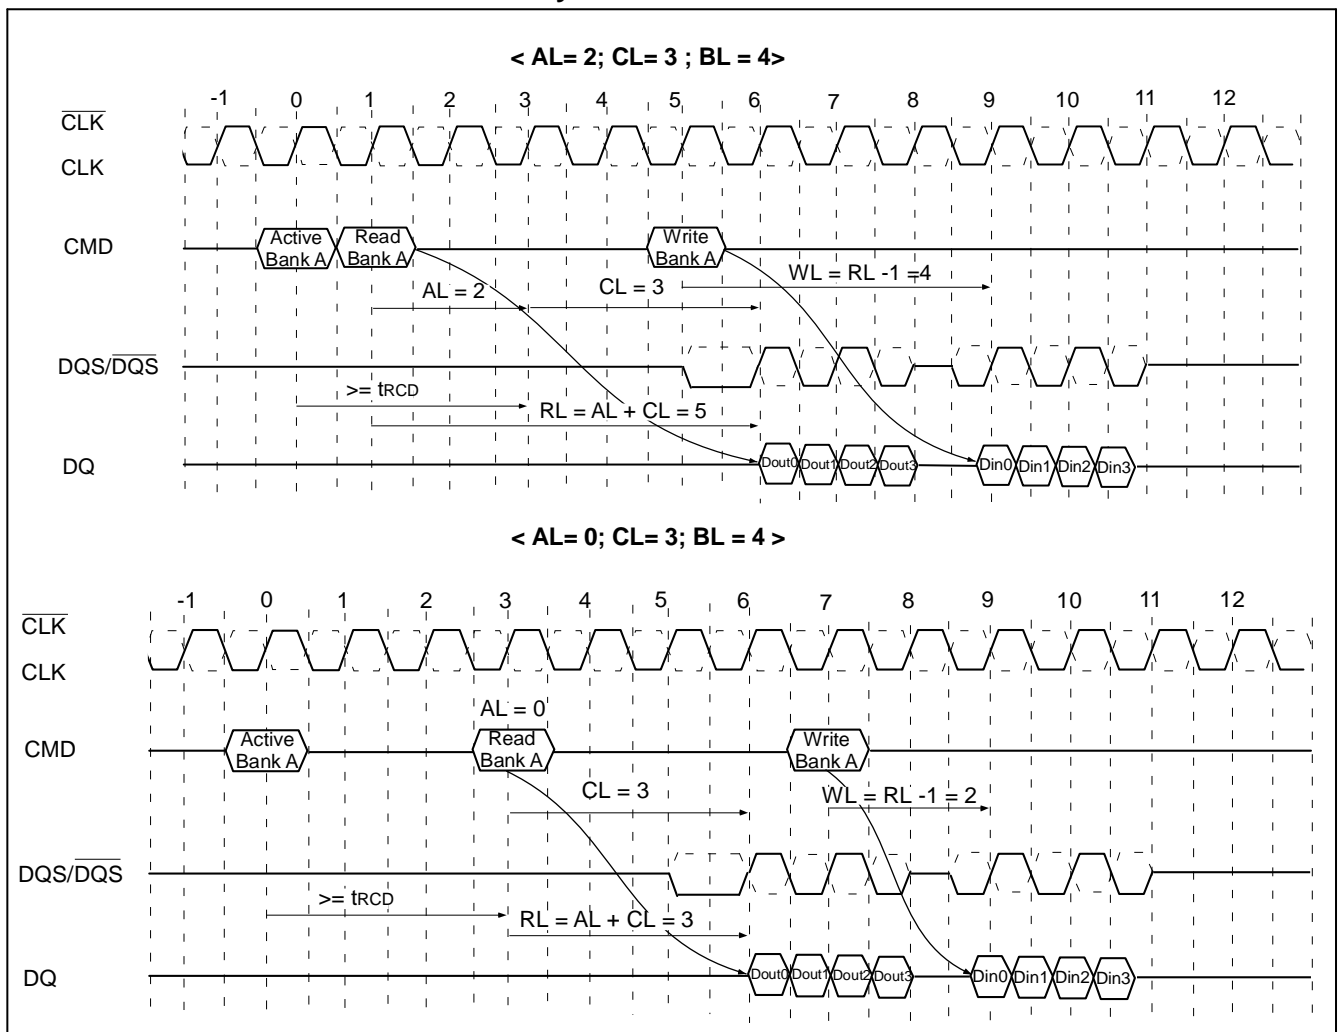 < AL= 2; CL= 3 ; BL = 4>
-1 0 1 2 3 4 5 6 7 8 9 10 11 12
CLK
CLK
CMD
Active Bank A
Read Bank A
Write Bank A
AL = 2
CL = 3
WL = RL -1 =4
DQS/DQS
>= tRCD
RL = AL + CL = 5
DQ
Dout0 Dout1 Dout2 Dout3 Din0 Din1 Din2 Din3
< AL= 0; CL= 3; BL = 4 >
-1 0 1 2 3 4 5 6 7 8 9 10 11 12
CLK
CLK
AL = 0
CMD
Active Bank A
Read Bank A
Write Bank A
CL = 3
WL = RL -1 = 2
DQS/DQS
>= tRCD
RL = AL + CL = 3
DQ
Dout0 Dout1 Dout2 Dout3 Din0 Din1 Din2 Din3